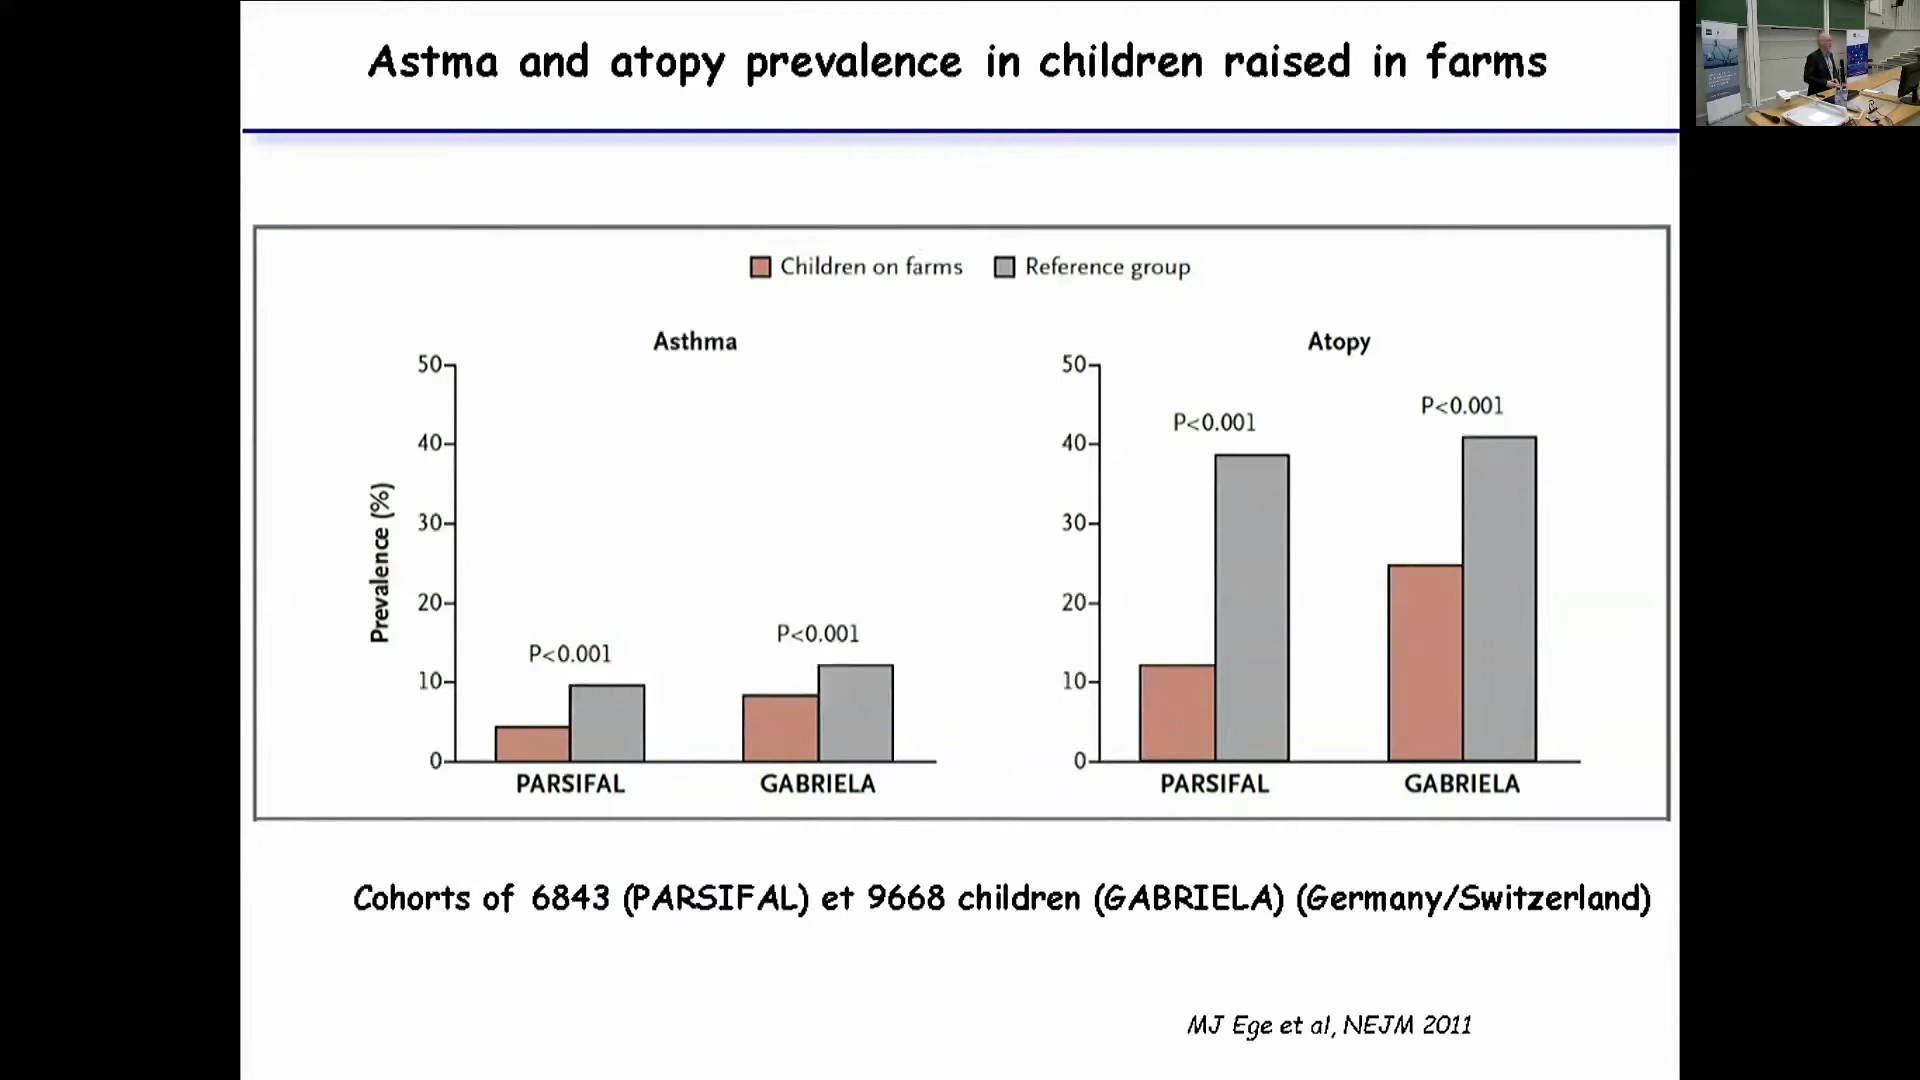 Astma and atopy prevalence in children raised in farms
Children on farms
Reference group
Asthma
Atopy
Prevalence (%)
50
40
30
20
10
0
P<0.001
P<0.001
PARSIFAL
GABRIELA
50
40
30
20
10
0
P<0.001
P<0.001
PARSIFAL
GABRIELA
Cohorts of 6843 (PARSIFAL) et 9668 children (GABRIELA) (Germany/Switzerland)
MJ Ege et al, NEJM 2011